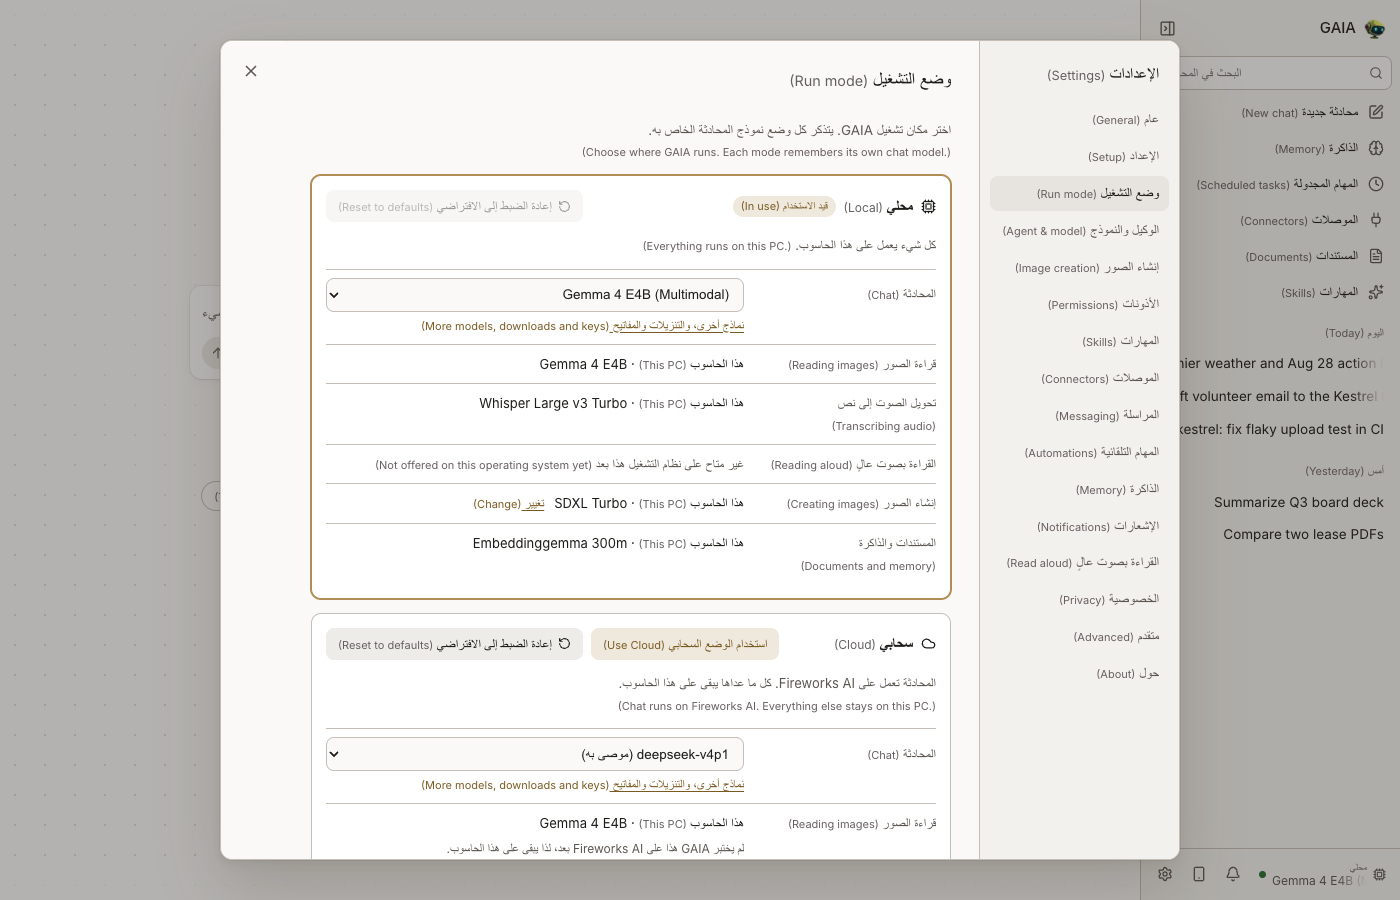 GAIA
البحث في المح
محادثة جديدة (New chat)
الذاكرة (Memory)
المهام المجدولة (Scheduled tasks)
الموصلات (Connectors)
المستندات (Documents)
المهارات (Skills)
اليوم (Today)
nier weather and Aug 28 action
ft volunteer email to the Kestrel
kestrel: fix flaky upload test in CI
أمس (Yesterday)
Summarize Q3 board deck
Compare two lease PDFs
محلي
Gemma 4 E4B
الإعدادات (Settings)
عام (General)
الإعداد (Setup)
وضع التشغيل (Run mode)
الوكيل والنموذج (Agent & model)
إنشاء الصور (Image creation)
الأذونات (Permissions)
المهارات (Skills)
الموصلات (Connectors)
المراسلة (Messaging)
المهام التلقائية (Automations)
الذاكرة (Memory)
الإشعارات (Notifications)
القراءة بصوت عالٍ (Read aloud)
الخصوصية (Privacy)
متقدم (Advanced)
حول (About)
وضع التشغيل (Run mode)
اختر مكان تشغيل GAIA. يتذكر كل وضع نموذج المحادثة الخاص به.
(Choose where GAIA runs. Each mode remembers its own chat model.)
محلي (Local) قيد الاستخدام (In use) إعادة الضبط إلى الافتراضي (Reset to defaults)
كل شيء يعمل على هذا الحاسوب. (Everything runs on this PC.)
المحادثة (Chat) Gemma 4 E4B (Multimodal)
نماذج أخرى، والتنزيلات والمفاتيح (More models, downloads and keys)
قراءة الصور (Reading images) هذا الحاسوب (This PC) · Gemma 4 E4B
تحويل الصوت إلى نص هذا الحاسوب (This PC) · Whisper Large v3 Turbo
(Transcribing audio)
القراءة بصوت عالٍ (Reading aloud) غير متاح على نظام التشغيل هذا بعد (Not offered on this operating system yet)
إنشاء الصور (Creating images) هذا الحاسوب (This PC) · SDXL Turbo تغيير (Change)
المستندات والذاكرة هذا الحاسوب (This PC) · Embeddinggemma 300m
(Documents and memory)
سحابي (Cloud) استخدام الوضع السحابي (Use Cloud) إعادة الضبط إلى الافتراضي (Reset to defaults)
المحادثة تعمل على Fireworks AI. كل ما عداها يبقى على هذا الحاسوب.
(Chat runs on Fireworks AI. Everything else stays on this PC.)
المحادثة (Chat) deepseek-v4p1 (موصى به)
نماذج أخرى، والتنزيلات والمفاتيح (More models, downloads and keys)
قراءة الصور (Reading images) هذا الحاسوب (This PC) · Gemma 4 E4B
لم يختبر GAIA هذا على Fireworks AI بعد، لذا يبقى على هذا الحاسوب.